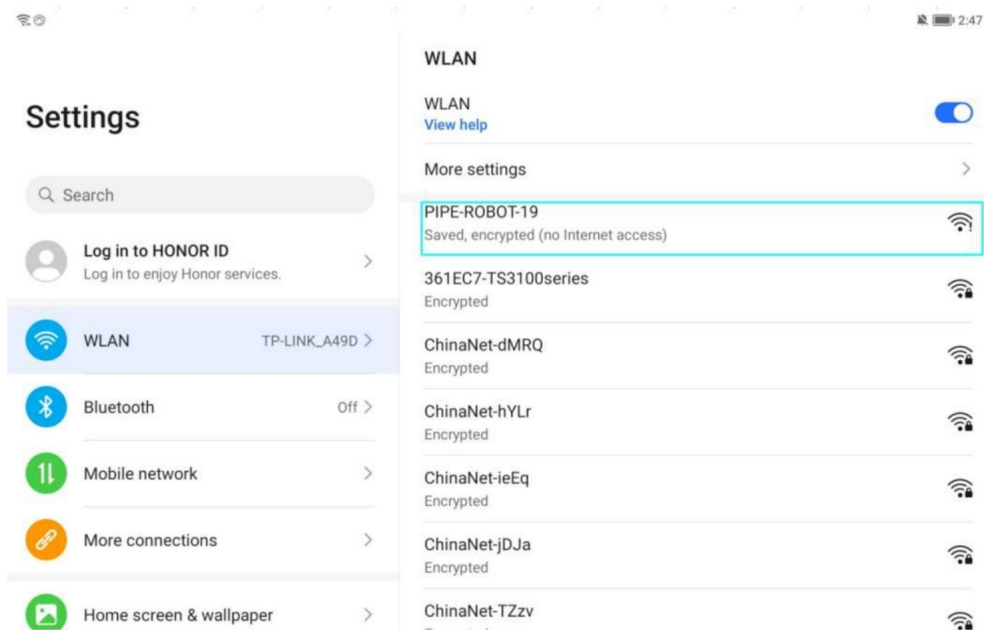 2:47
Settings
Search
Log in to HONOR ID
Log in to enjoy Honor services.
WLAN TP-LINK_A49D
Bluetooth Off
Mobile network
More connections
Home screen & wallpaper
WLAN
WLAN
View help
More settings
PIPE-ROBOT-19
Saved, encrypted (no Internet access)
361EC7-TS3100series
Encrypted
ChinaNet-dMRQ
Encrypted
ChinaNet-hYLr
Encrypted
ChinaNet-ieEq
Encrypted
ChinaNet-jDJa
Encrypted
ChinaNet-TZzv